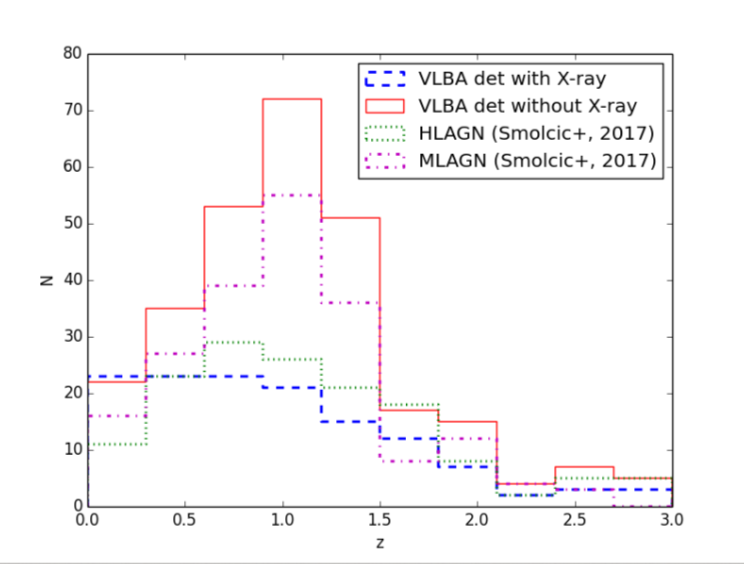 80
70
60
50
40
30
20
10
0
N
VLBA det with X-ray
VLBA det without X-ray
HLAGN (Smolcic+, 2017)
MLAGN (Smolcic+, 2017)
0.0 0.5 1.0 1.5 2.0 2.5 3.0
z